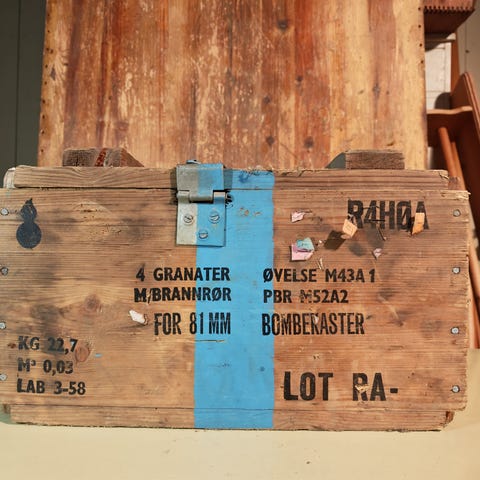 R4HØA
4 GRANATER ØVELSE M43A1
M/BRANNRØR PBR M52A2
FOR 81 MM BOMBEKASTER
KG 22,7
M³ 0,03
LAB 3-58
LOT RA-